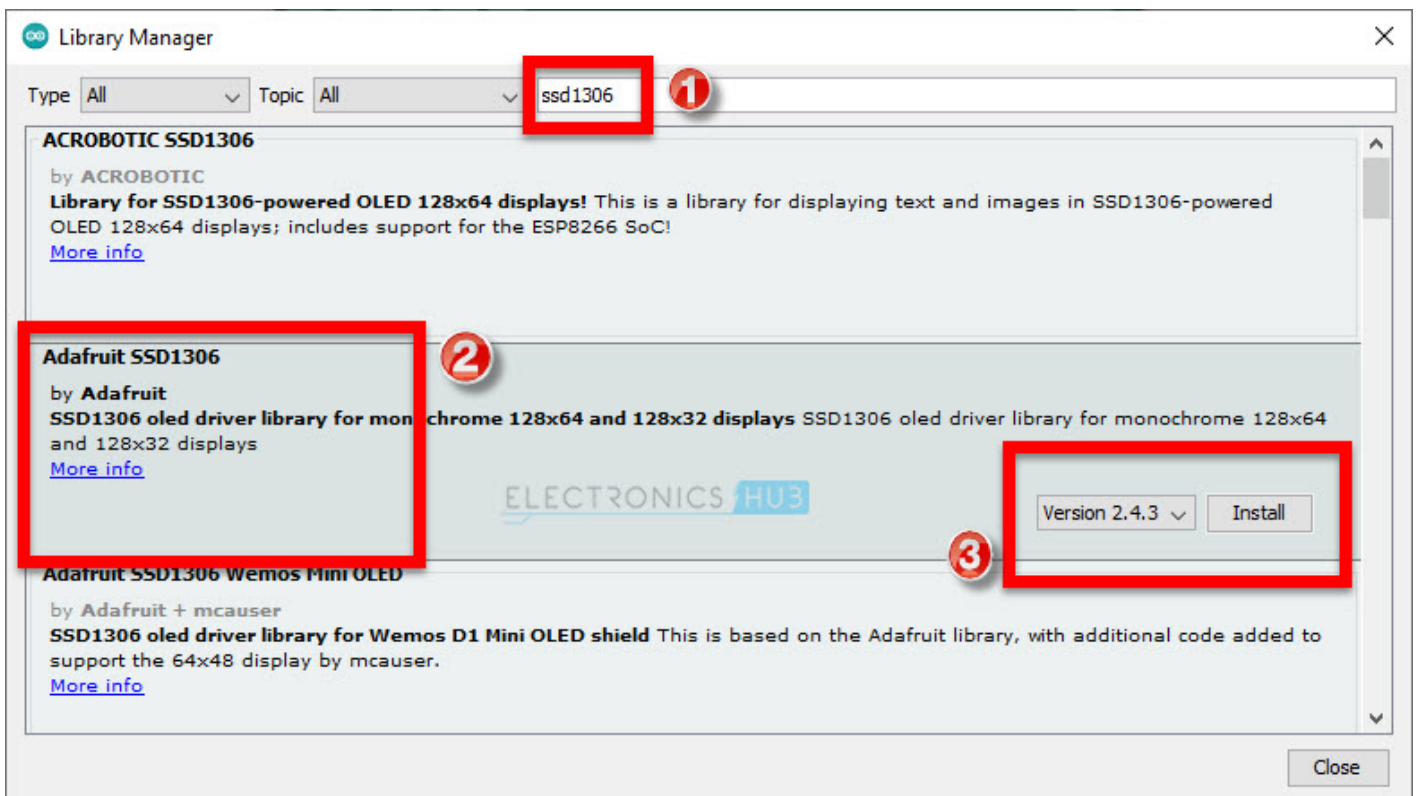 Library Manager
Type All Topic All ssd1306 1
ACROBOTIC SSD1306
by ACROBOTIC
Library for SSD1306-powered OLED 128x64 displays! This is a library for displaying text and images in SSD1306-powered
OLED 128x64 displays; includes support for the ESP8266 SoC!
More info
Adafruit SSD1306
2
by Adafruit
SSD1306 oled driver library for monochrome 128x64 and 128x32 displays SSD1306 oled driver library for monochrome 128x64
and 128x32 displays
More info
ELECTRONICS HUB
Version 2.4.3 Install
3
Adafruit SSD1306 Wemos Mini OLED
by Adafruit + mcauser
SSD1306 oled driver library for Wemos D1 Mini OLED shield This is based on the Adafruit library, with additional code added to
support the 64x48 display by mcauser.
More info
Close